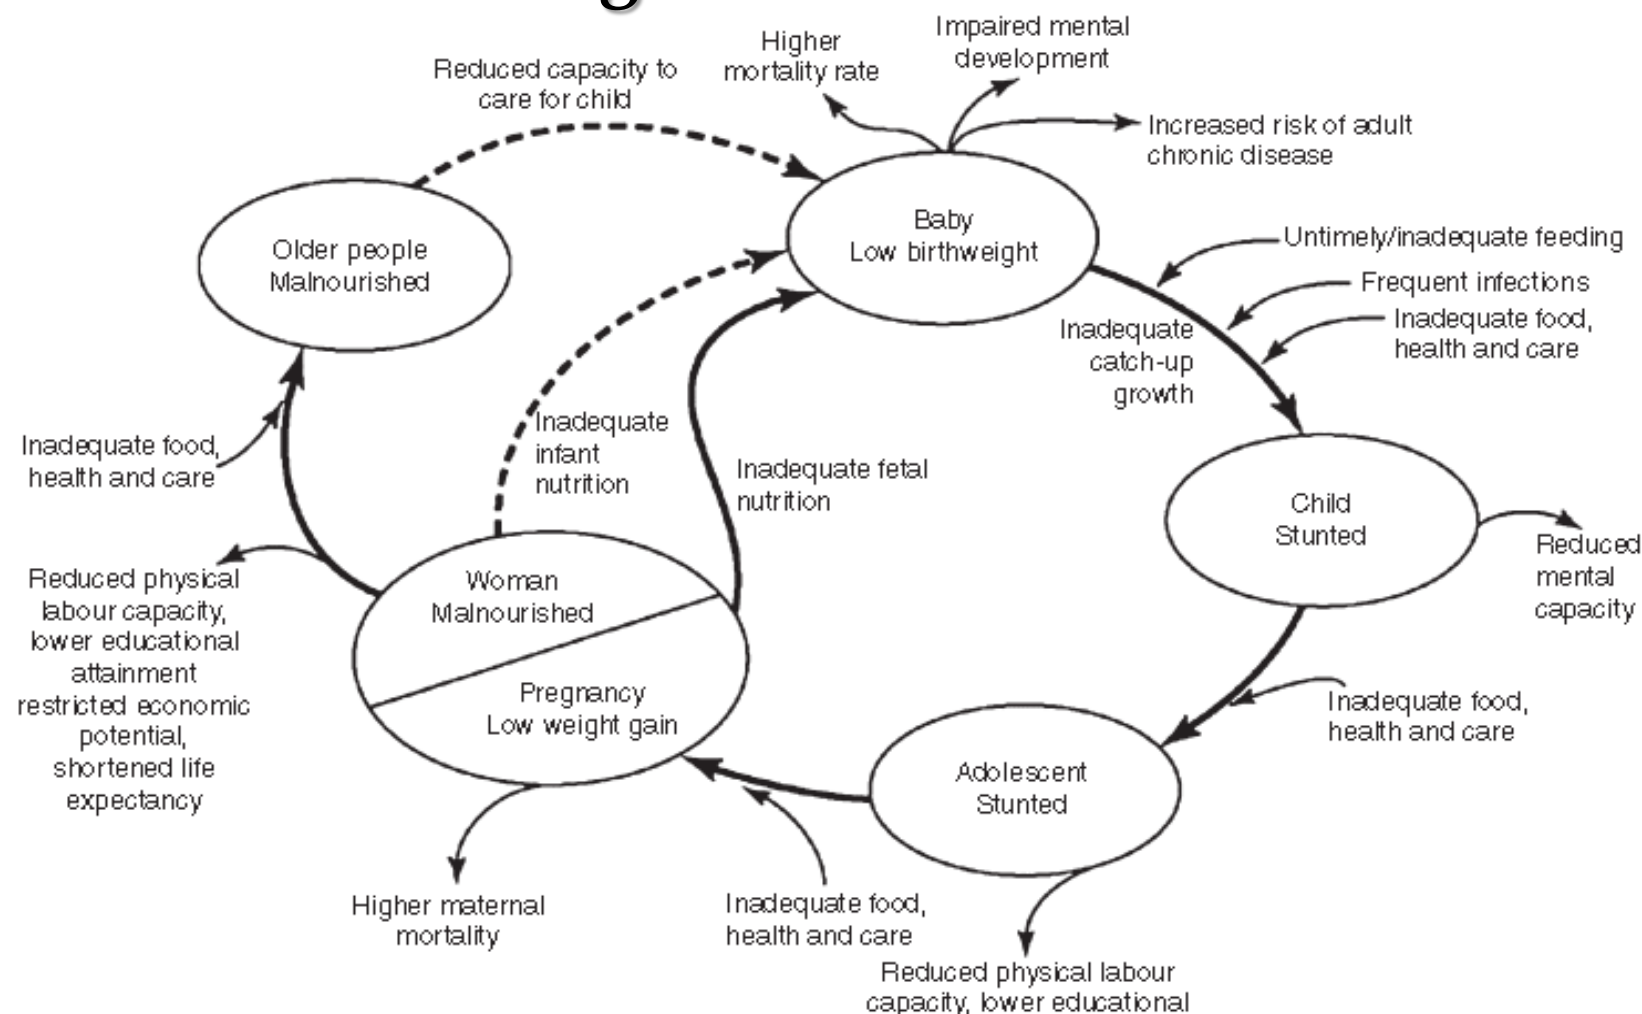 Reduced capacity to
care for child
Higher
mortality rate
Impaired mental
development
Increased risk of adult
chronic disease
Older people
Malnourished
Baby
Low birthweight
Untimely/inadequate feeding
Frequent infections
Inadequate food,
health and care
Inadequate
catch-up
growth
Inadequate food,
health and care
Inadequate
infant
nutrition
Inadequate fetal
nutrition
Child
Stunted
Reduced
mental
capacity
Reduced physical
labour capacity,
lower educational
attainment
restricted economic
potential,
shortened life
expectancy
Woman
Malnourished
Pregnancy
Low weight gain
Inadequate food,
health and care
Adolescent
Stunted
Higher maternal
mortality
Inadequate food,
health and care
Reduced physical labour
capacity, lower educational